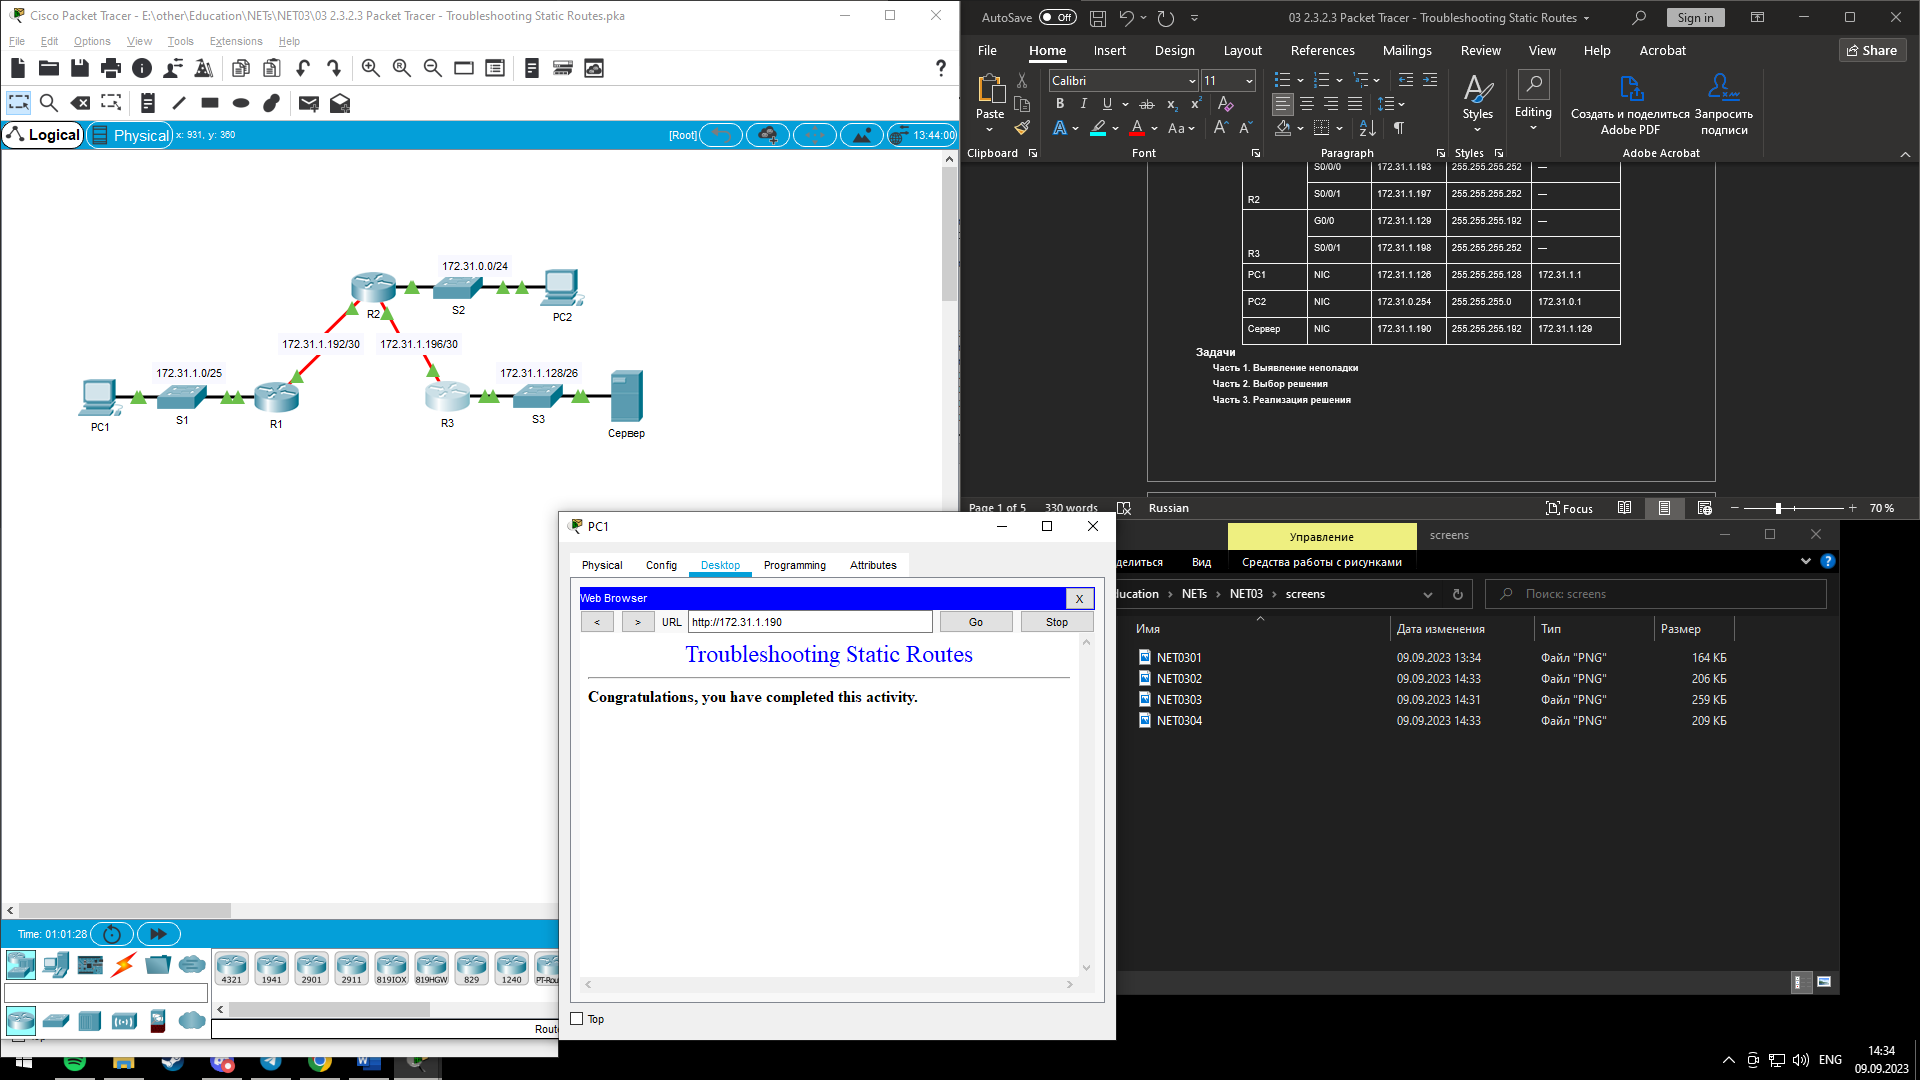 Cisco Packet Tracer - E:\other\Education\NETs\NET03\03 2.3.2.3 Packet Tracer - Troubleshooting Static Routes.pka
File Edit Options View Tools Extensions Help
?
Logical Physical x: 931, y: 360 [Root] 13:44:00
172.31.0.0/24
R2 S2 PC2
172.31.1.192/30 172.31.1.196/30
172.31.1.0/25 172.31.1.128/26
PC1 S1 R1 R3 S3 Сервер
Time: 01:01:28
4321 1941 2901 2911 819IOX 819HGW 829 1240 PT-Rou
Route
AutoSave Off 03 2.3.2.3 Packet Tracer - Troubleshooting Static Routes Sign in
File Home Insert Design Layout References Mailings Review View Help Acrobat Share
Paste Calibri 11 Styles Editing Создать и поделиться Adobe PDF Запросить подписи
Clipboard Font Paragraph Styles Adobe Acrobat
S0/0/0 172.31.1.193 255.255.255.252 —
R2 S0/0/1 172.31.1.197 255.255.255.252 —
G0/0 172.31.1.129 255.255.255.192 —
R3 S0/0/1 172.31.1.198 255.255.255.252 —
PC1 NIC 172.31.1.126 255.255.255.128 172.31.1.1
PC2 NIC 172.31.0.254 255.255.255.0 172.31.0.1
Сервер NIC 172.31.1.190 255.255.255.192 172.31.1.129
Задачи
Часть 1. Выявление неполадки
Часть 2. Выбор решения
Часть 3. Реализация решения
Page 1 of 5 330 words Russian Focus 70 %
PC1
Physical Config Desktop Programming Attributes
Web Browser X
< > URL http://172.31.1.190 Go Stop
Troubleshooting Static Routes
Congratulations, you have completed this activity.
Top
Управление screens
делиться Вид Средства работы с рисунками
ucation NETs NET03 screens Поиск: screens
Имя Дата изменения Тип Размер
NET0301 09.09.2023 13:34 Файл "PNG" 164 КБ
NET0302 09.09.2023 14:33 Файл "PNG" 206 КБ
NET0303 09.09.2023 14:31 Файл "PNG" 259 КБ
NET0304 09.09.2023 14:33 Файл "PNG" 209 КБ
ENG 14:34
09.09.2023